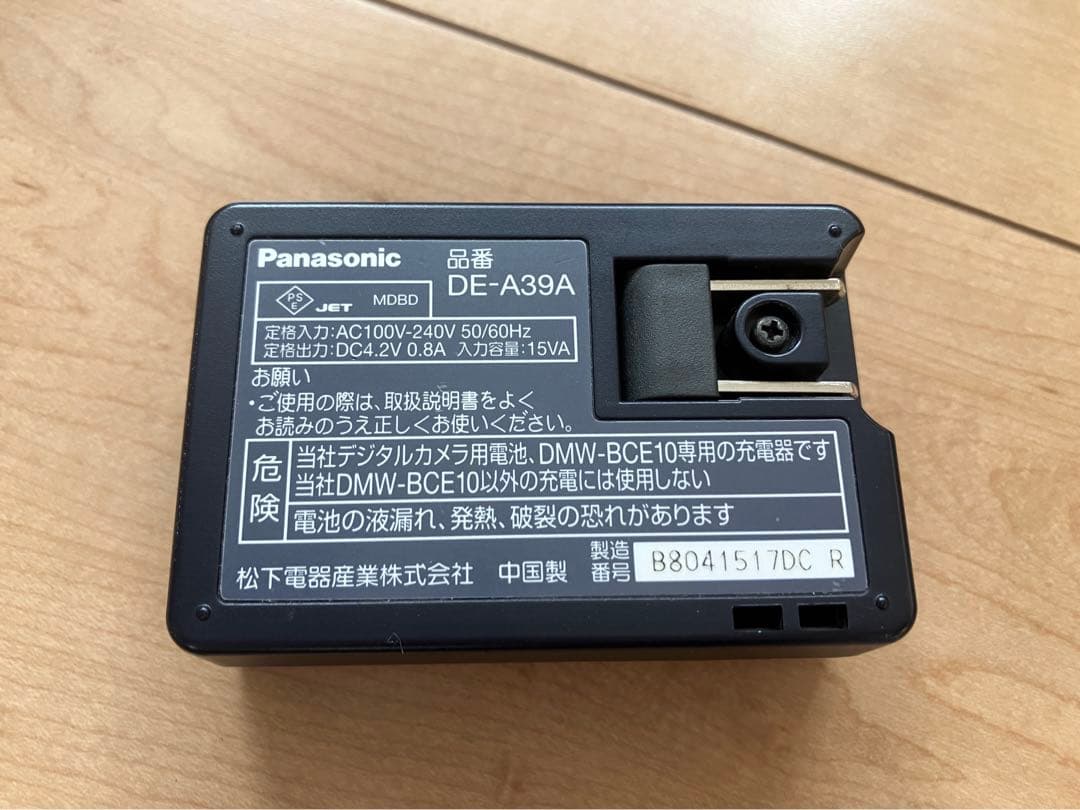 Panasonic 品番
DE-A39A
PS
E JET MDBD
定格入力:AC100V-240V 50/60Hz
定格出力:DC4.2V 0.8A 入力容量:15VA
お願い
・ご使用の際は、取扱説明書をよく
お読みのうえ正しくお使いください。
危険
当社デジタルカメラ用電池、DMW-BCE10専用の充電器です
当社DMW-BCE10以外の充電には使用しない
電池の液漏れ、発熱、破裂の恐れがあります
松下電器産業株式会社 中国製 製造番号 B8041517DC R